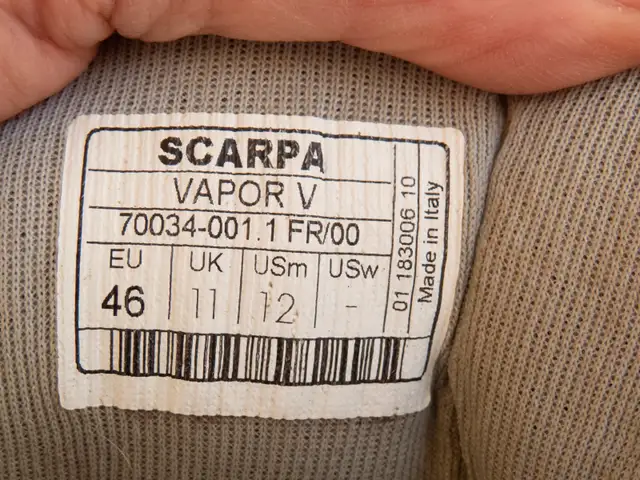 SCARPA
VAPOR V
70034-001.1 FR/00
EU UK USm USw
46 11 12 -
01 183006 10
Made in Italy